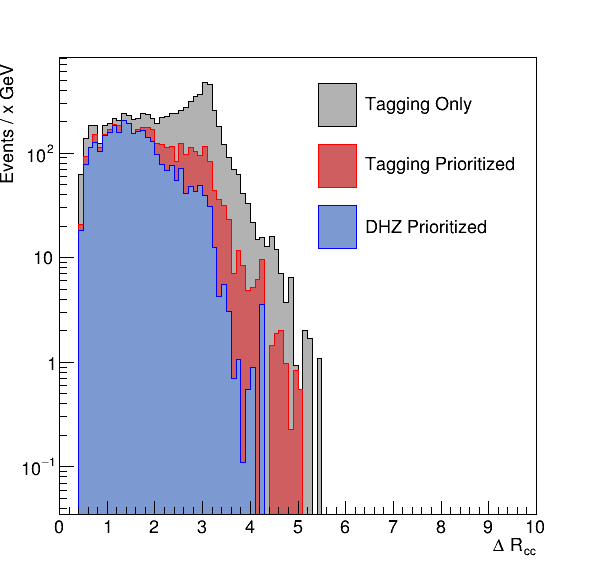 Events / x GeV
10²
10
1
10⁻¹
Tagging Only
Tagging Prioritized
DHZ Prioritized
0 1 2 3 4 5 6 7 8 9 10
Δ R_cc